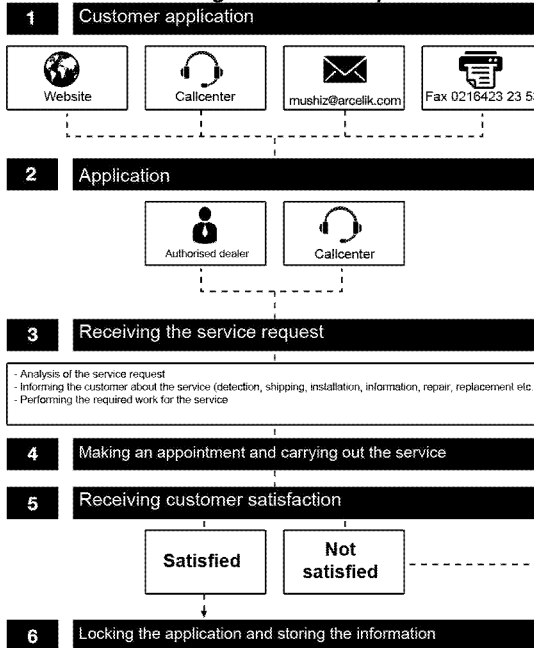 1 Customer application
Website
Callcenter
mushiz@arcelik.com
Fax 0216423 23 53
2 Application
Authorised dealer
Callcenter
3 Receiving the service request
- Analysis of the service request
- Informing the customer about the service (detection, shipping, installation, information, repair, replacement etc.
- Performing the required work for the service
4 Making an appointment and carrying out the service
5 Receiving customer satisfaction
Satisfied
Not
satisfied
6 Locking the application and storing the information